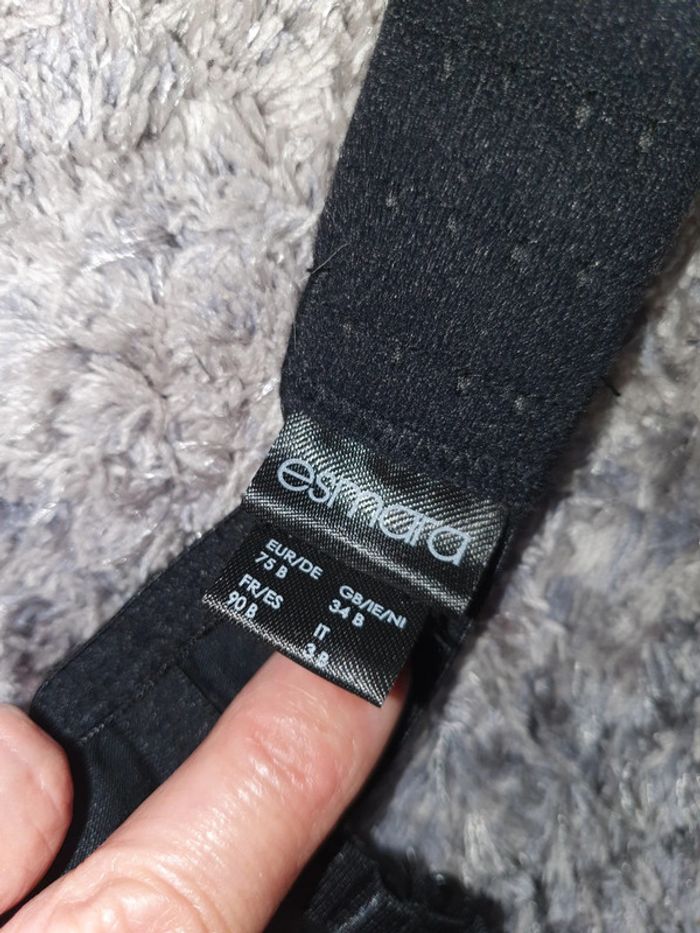 esmara
EUR/DE
75 B
GB/IE/NI
34 B
FR/ES
90 B
IT
3 B